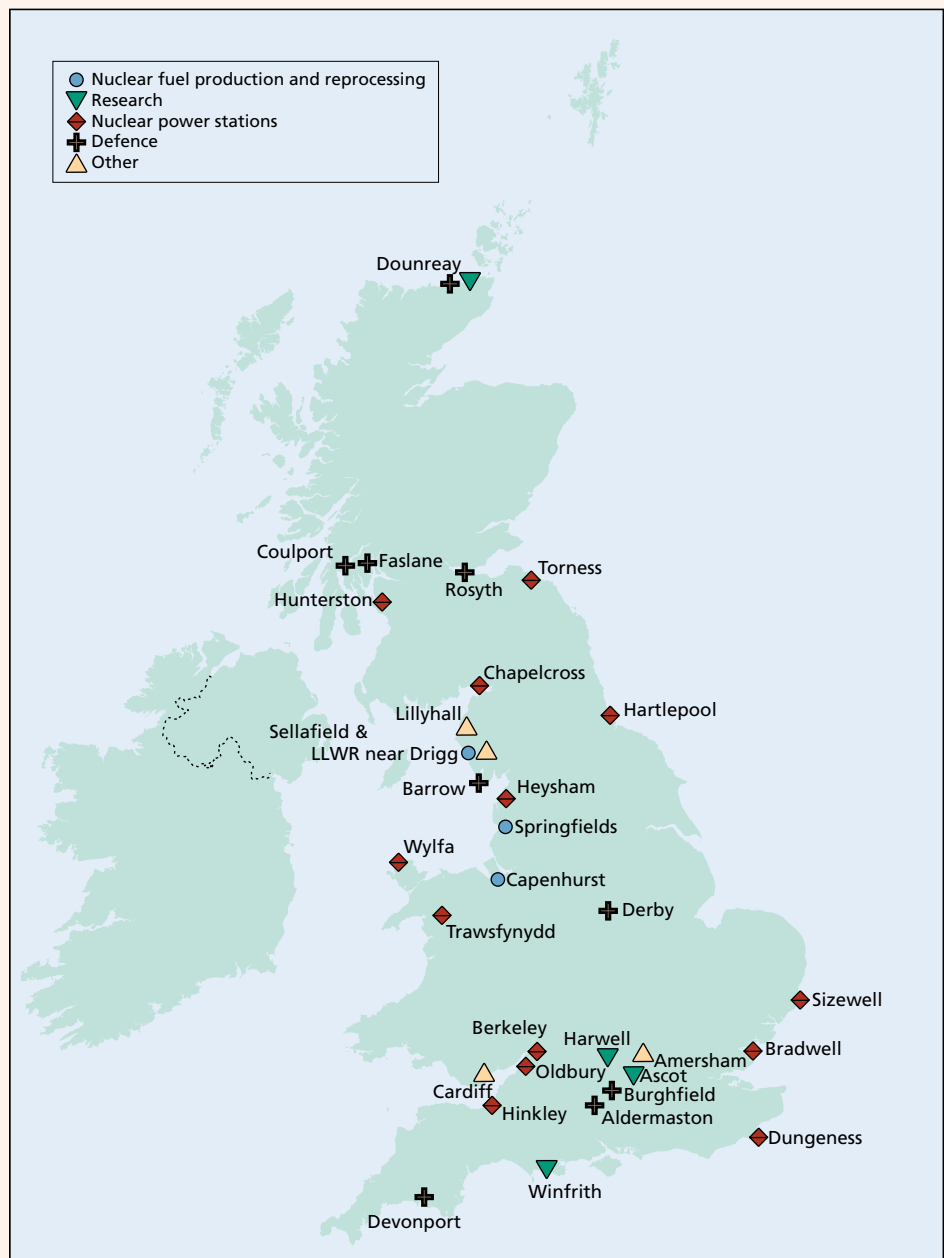 Nuclear fuel production and reprocessing
Research
Nuclear power stations
Defence
Other
Dounreay
Coulport
Faslane
Rosyth
Torness
Hunterston
Chapelcross
Lillyhall
Hartlepool
Sellafield &
LLWR near Drigg
Barrow
Heysham
Springfields
Wylfa
Capenhurst
Derby
Trawsfynydd
Sizewell
Berkeley
Harwell
Bradwell
Amersham
Oldbury
Ascot
Cardiff
Burghfield
Hinkley
Aldermaston
Dungeness
Winfrith
Devonport